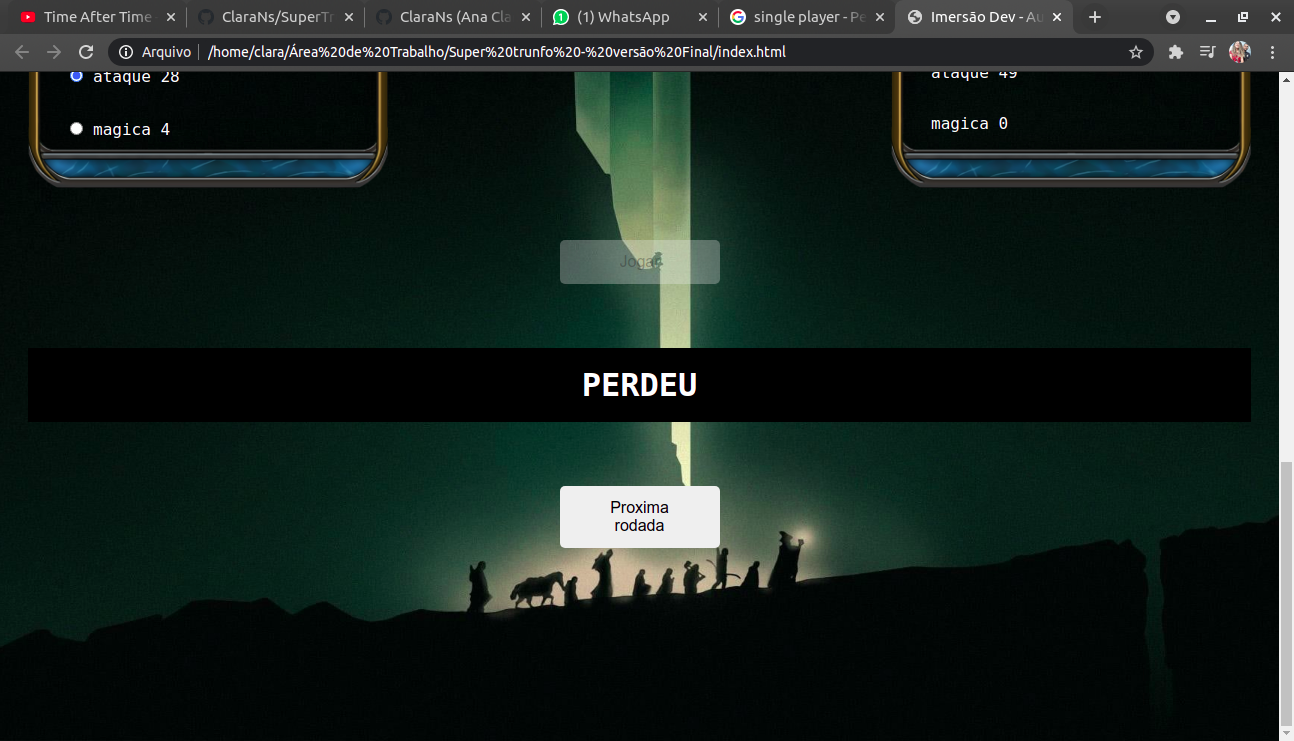 Time After Time
ClaraNs/SuperTr
ClaraNs (Ana Cla
(1) WhatsApp
single player - Pe
Imersão Dev - Au
Arquivo
/home/clara/Área%20de%20Trabalho/Super%20trunfo%20-%20versão%20Final/index.html
ataque 28
ataque 49
magica 4
magica 0
Jogar
PERDEU
Proxima
rodada